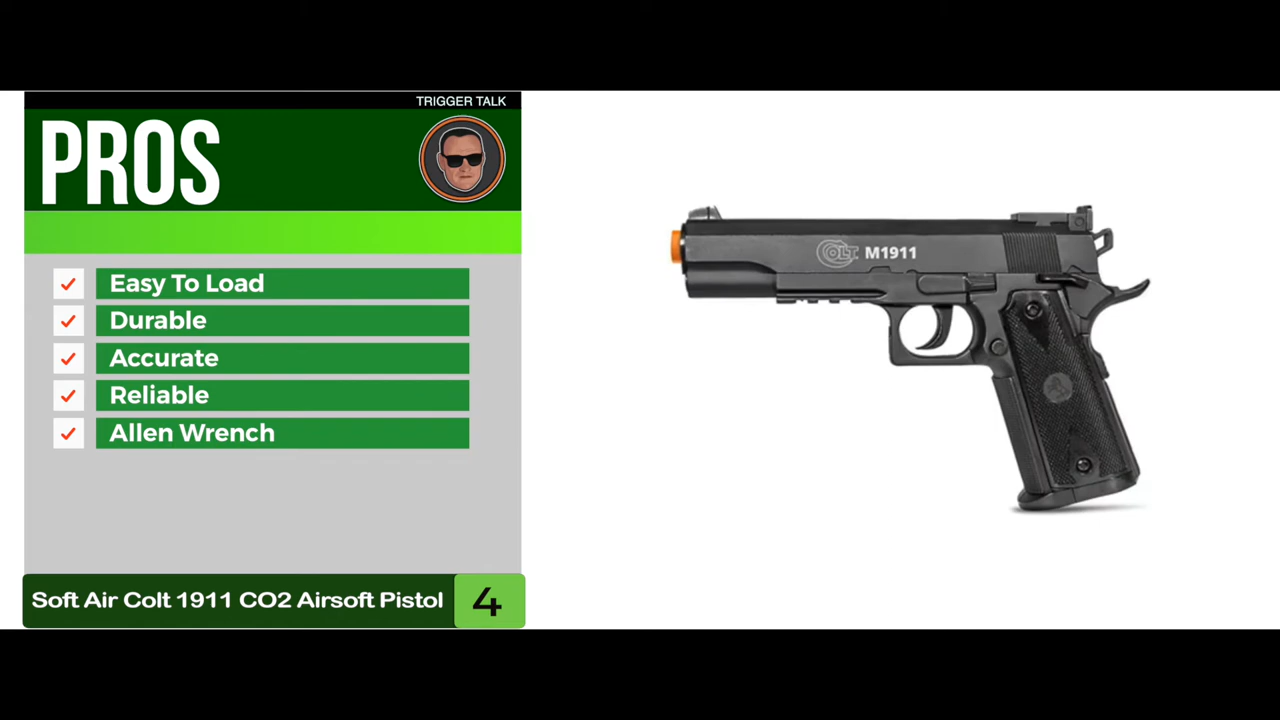 TRIGGER TALK
PROS
Easy To Load
Durable
Accurate
Reliable
Allen Wrench
Soft Air Colt 1911 CO2 Airsoft Pistol 4
COLT M1911